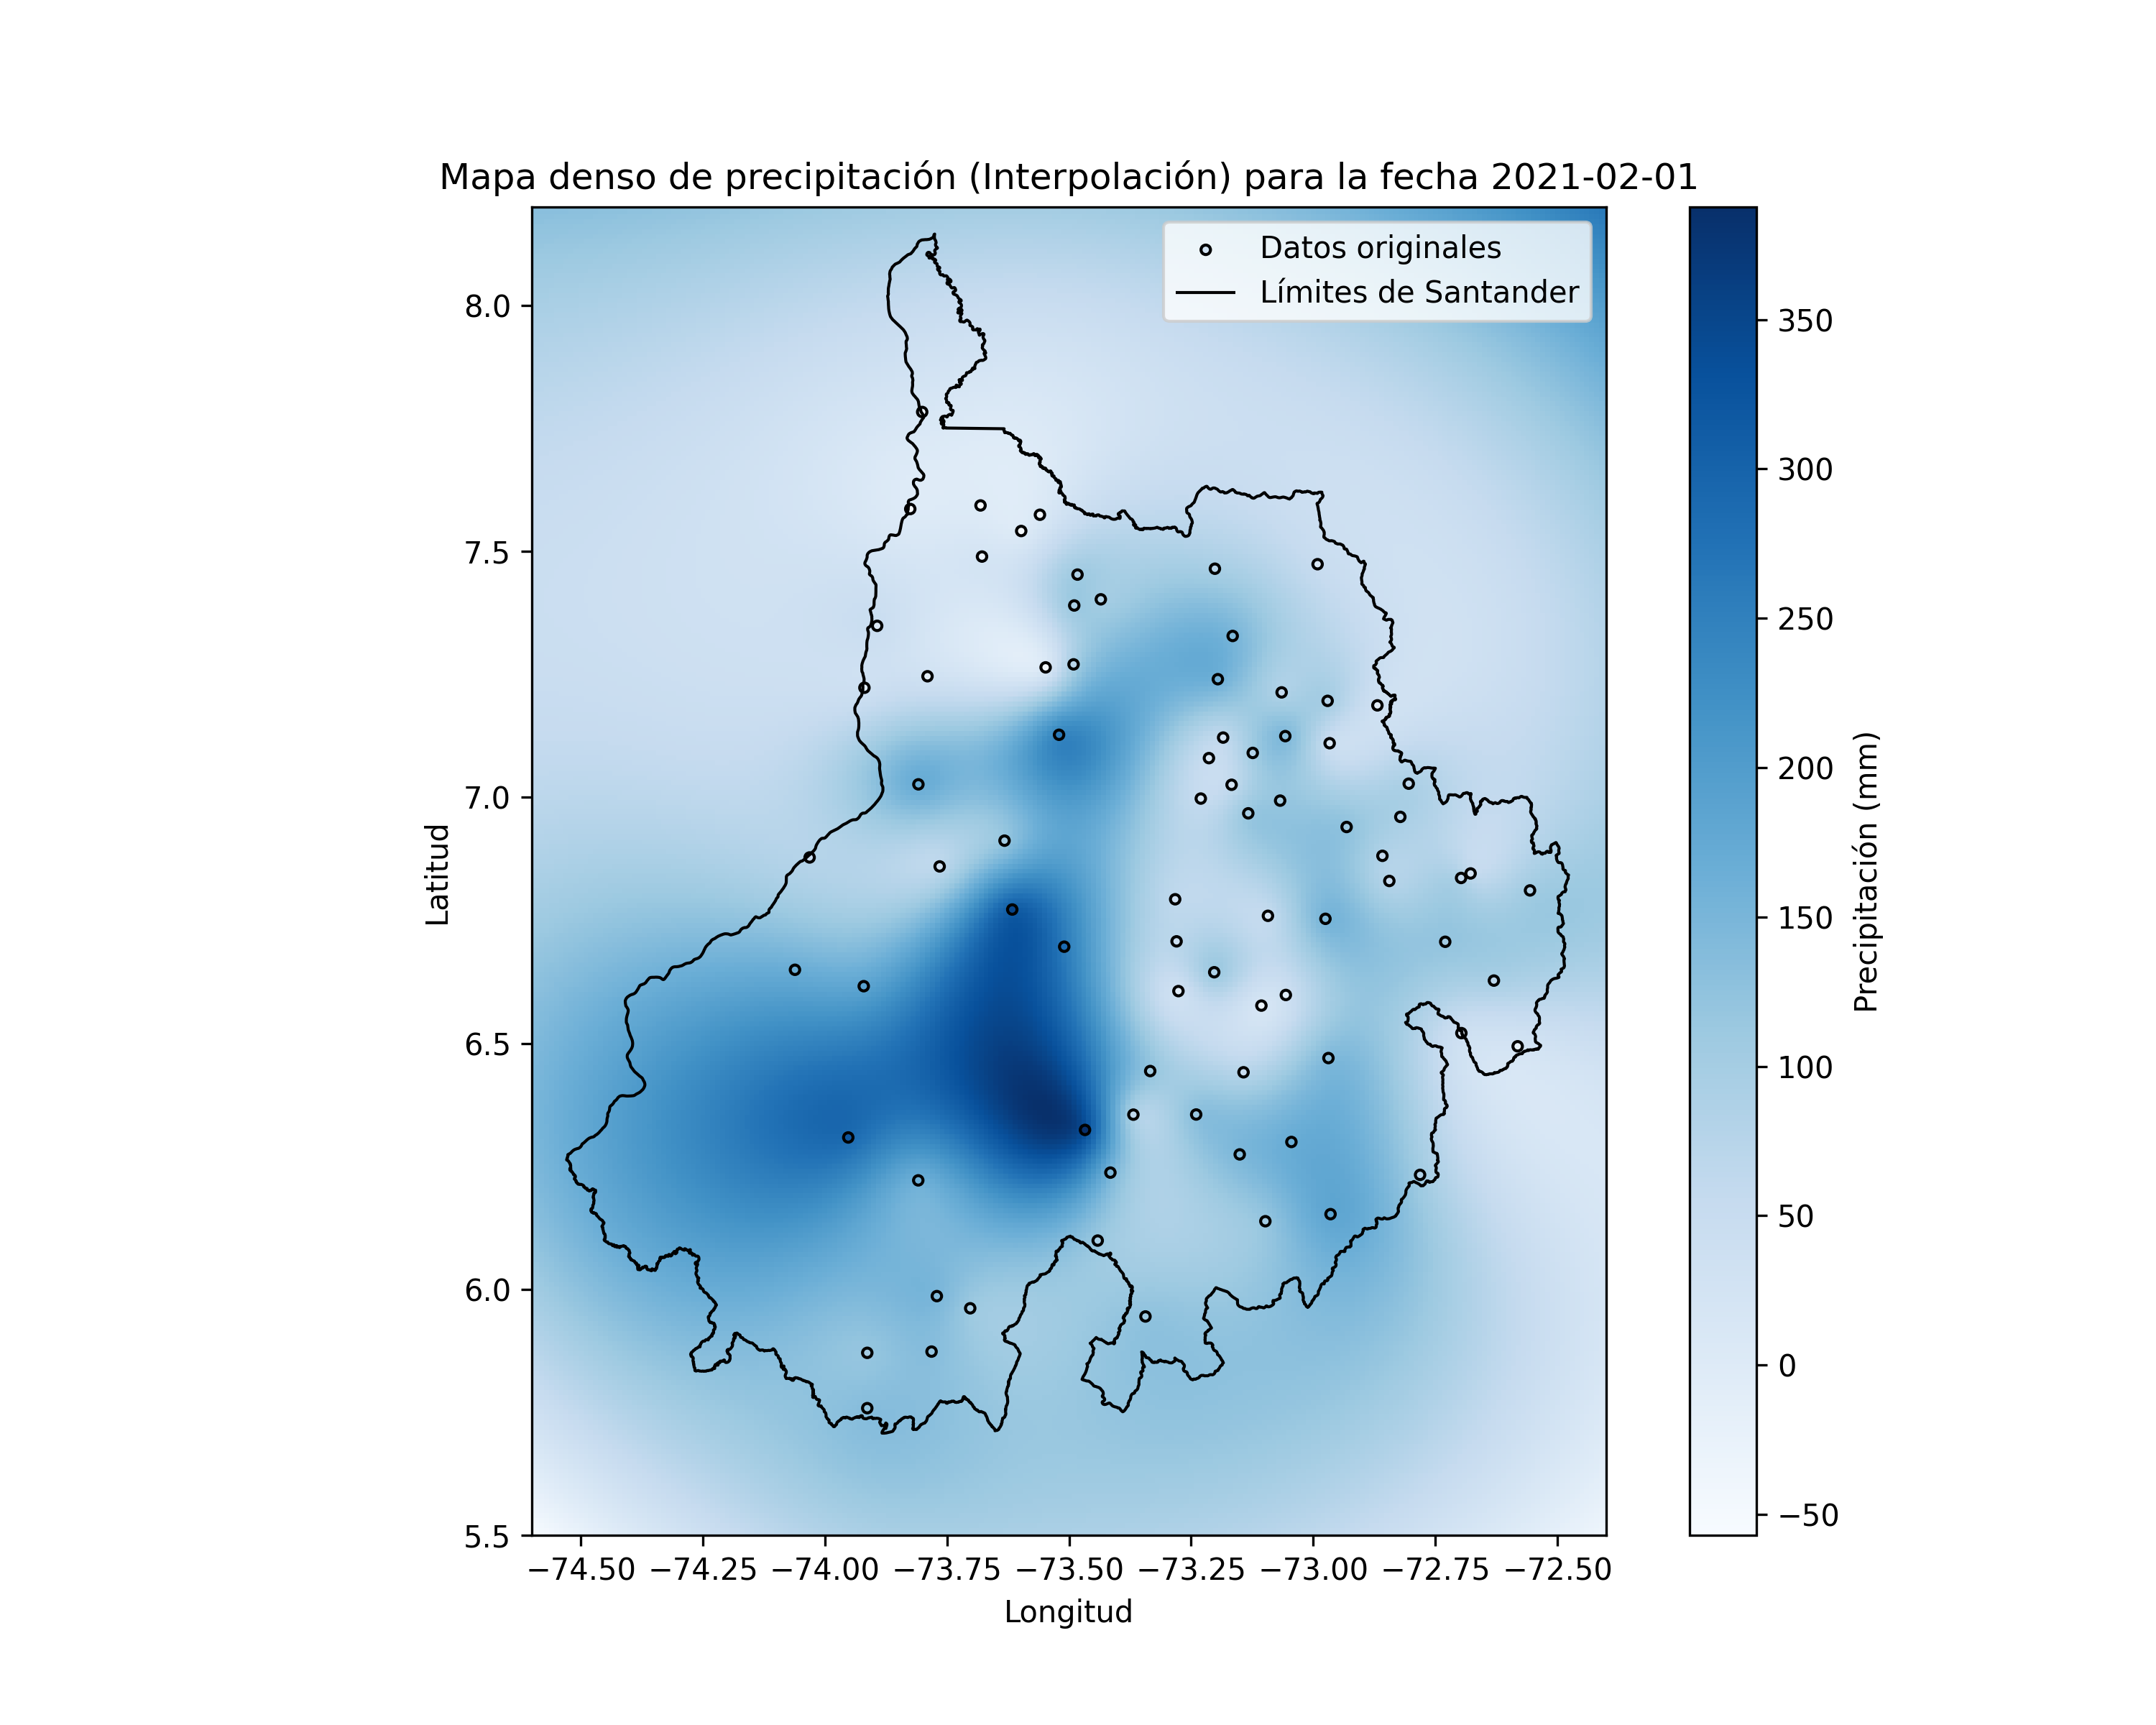 Mapa denso de precipitación (Interpolación) para la fecha 2021-02-01
Datos originales
Límites de Santander
8.0
7.5
7.0
6.5
6.0
5.5
Latitud
−74.50 −74.25 −74.00 −73.75 −73.50 −73.25 −73.00 −72.75 −72.50
Longitud
350
300
250
200
150
100
50
0
−50
Precipitación (mm)